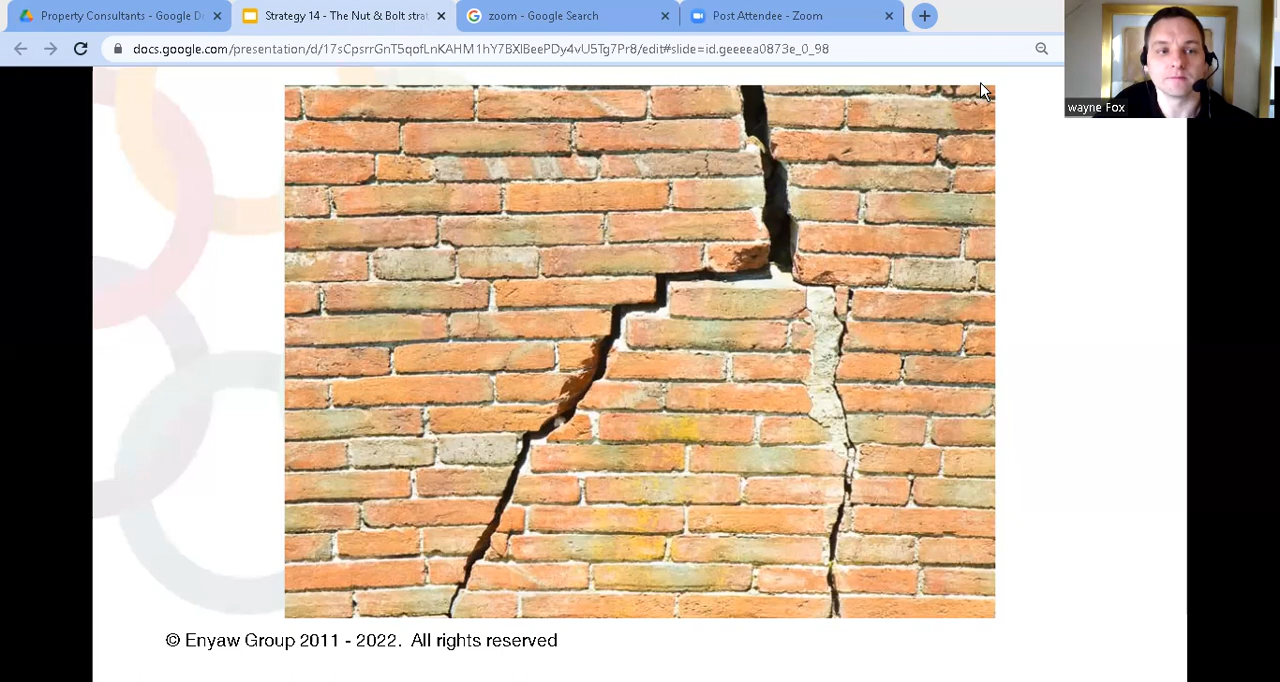 Property Consultants - Google Dr
Strategy 14 - The Nut & Bolt strat
zoom - Google Search
Post Attendee - Zoom
docs.google.com/presentation/d/17sCpsrrGnT5qofLnKAHM1hY7BXlBeePDy4vU5Tg7Pr8/edit#slide=id.geeeea0873e_0_98
wayne Fox
© Enyaw Group 2011 - 2022. All rights reserved